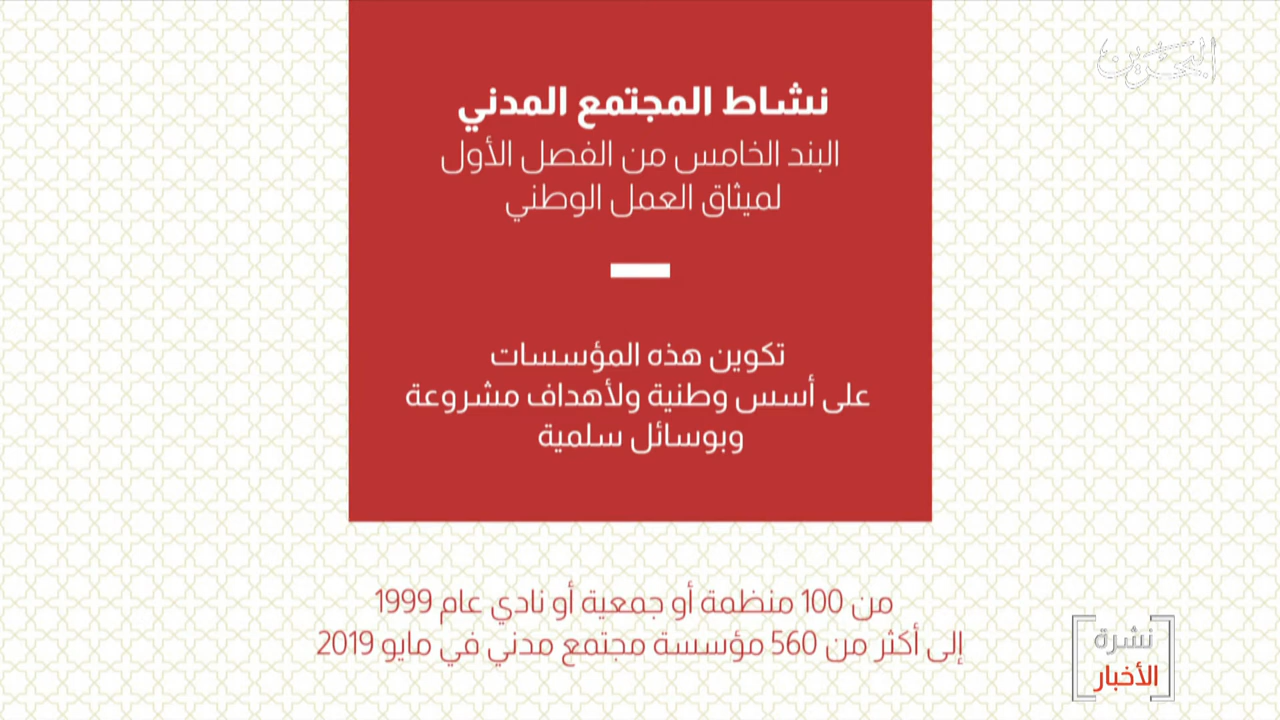 البحرين
نشاط المجتمع المدني
البند الخامس من الفصل الأول
لميثاق العمل الوطني
تكوين هذه المؤسسات
على أسس وطنية ولأهداف مشروعة
وبوسائل سلمية
من 100 منظمة أو جمعية أو نادي عام 1999
إلى أكثر من 560 مؤسسة مجتمع مدني في مايو 2019
نشرة
الأخبار